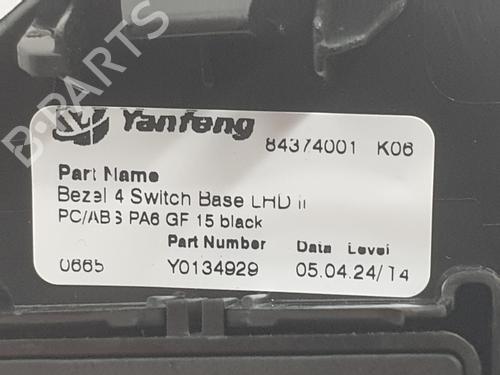 B-PARTS
Yanfeng
84374001 K06
Part Name
Bezel 4 Switch Base LHD II
PC/ABS PA6 GF 15 black
Part Number Data Level
0665 Y0134929 05.04.24/14